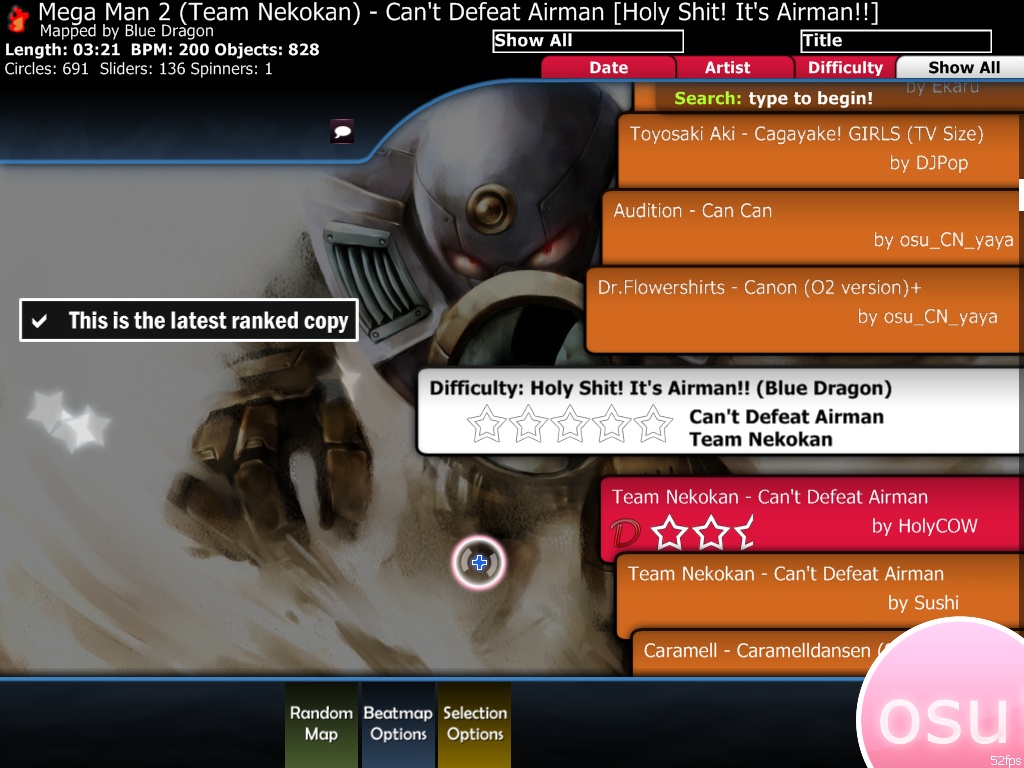 Mega Man 2 (Team Nekokan) - Can't Defeat Airman [Holy Shit! It's Airman!!]
Mapped by Blue Dragon
Length: 03:21 BPM: 200 Objects: 828
Circles: 691 Sliders: 136 Spinners: 1
Show All
Title
Date
Artist
Difficulty
Show All
by Ekaru
Search: type to begin!
Toyosaki Aki - Cagayake! GIRLS (TV Size)
by DJPop
Audition - Can Can
by osu_CN_yaya
Dr.Flowershirts - Canon (O2 version)+
by osu_CN_yaya
This is the latest ranked copy
Difficulty: Holy Shit! It's Airman!! (Blue Dragon)
Can't Defeat Airman
Team Nekokan
Team Nekokan - Can't Defeat Airman
D
by HolyCOW
Team Nekokan - Can't Defeat Airman
by Sushi
Caramell - Caramelldansen
Random Map
Beatmap Options
Selection Options
osu
52fps